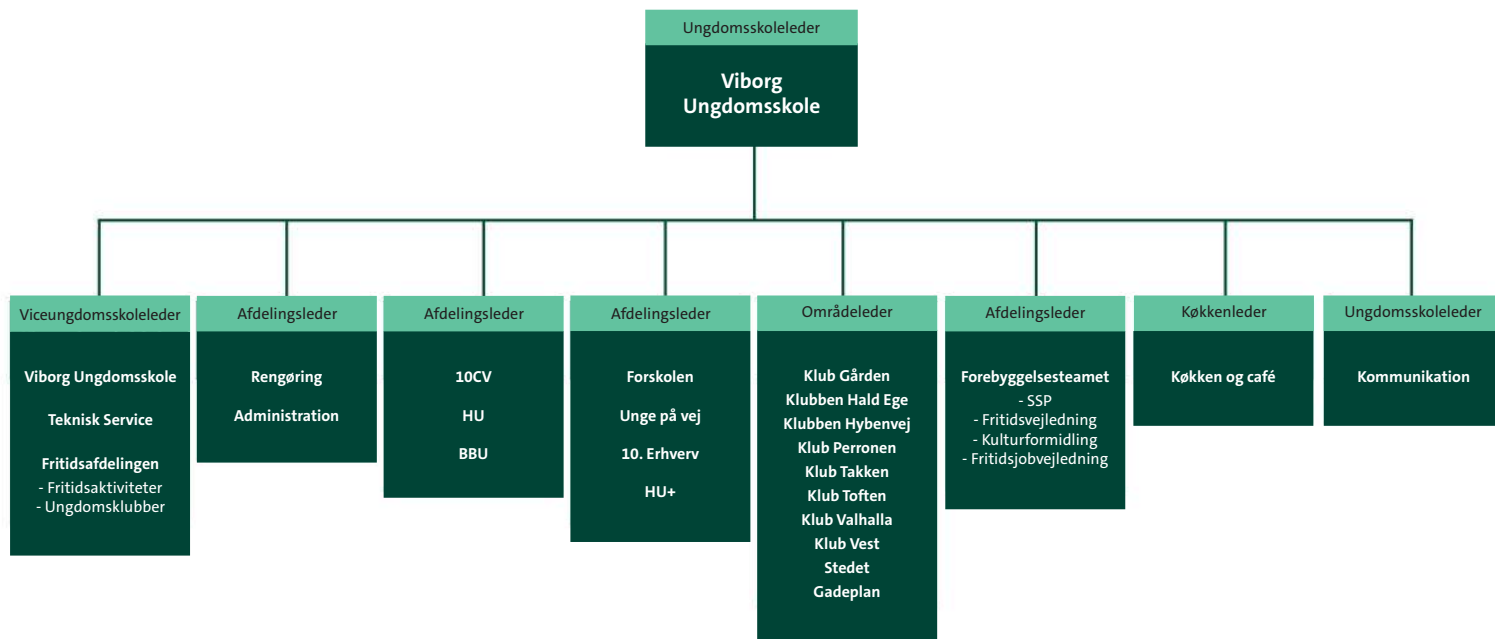 Ungdomsskoleleder
Viborg
Ungdomsskole
Viceungdomsskoleleder
Viborg Ungdomsskole
Teknisk Service
Fritidsafdelingen
- Fritidsaktiviteter
- Ungdomsklubber
Afdelingsleder
Rengøring
Administration
Afdelingsleder
10CV
HU
BBU
Afdelingsleder
Forskolen
Unge på vej
10. Erhverv
HU+
Områdeleder
Klub Gården
Klubben Hald Ege
Klubben Hybenvej
Klub Perronen
Klub Takken
Klub Toften
Klub Valhalla
Klub Vest
Stedet
Gadeplan
Afdelingsleder
Forebyggelsesteamet
- SSP
- Fritidsvejledning
- Kulturformidling
- Fritidsjobvejledning
Køkkenleder
Køkken og café
Ungdomsskoleleder
Kommunikation